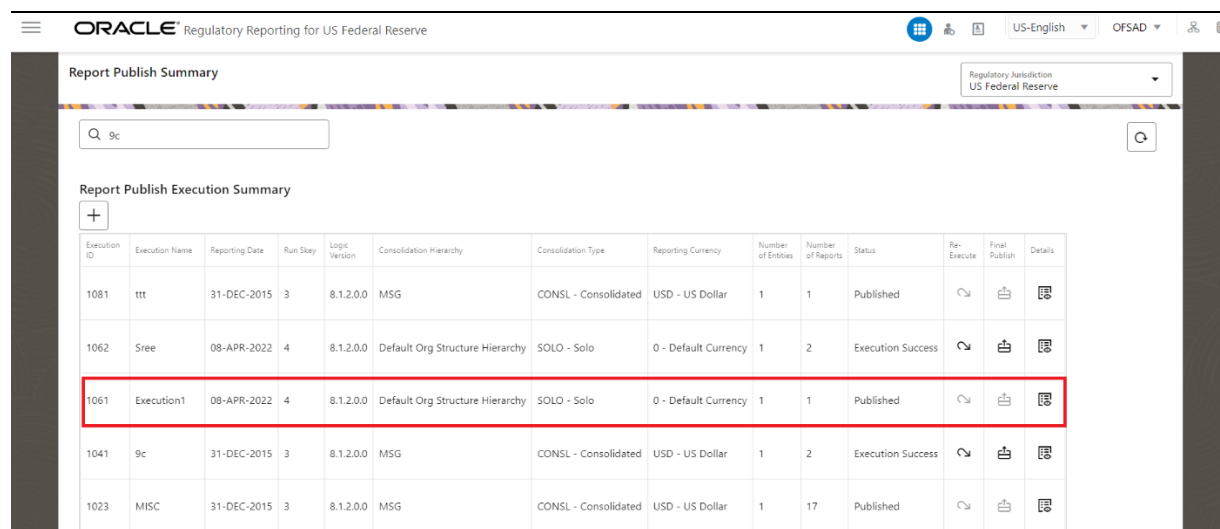 ORACLE® Regulatory Reporting for US Federal Reserve US-English OFSAD
Report Publish Summary
Regulatory Jurisdiction
US Federal Reserve
9c
Report Publish Execution Summary
Execution ID Execution Name Reporting Date Run Skey Logic Version Consolidation Hierarchy Consolidation Type Reporting Currency Number of Entities Number of Reports Status Re-Execute Final Publish Details
1081 ttt 31-DEC-2015 3 8.1.2.0.0 MSG CONSL - Consolidated USD - US Dollar 1 1 Published
1062 Sree 08-APR-2022 4 8.1.2.0.0 Default Org Structure Hierarchy SOLO - Solo 0 - Default Currency 1 2 Execution Success
1061 Execution1 08-APR-2022 4 8.1.2.0.0 Default Org Structure Hierarchy SOLO - Solo 0 - Default Currency 1 1 Published
1041 9c 31-DEC-2015 3 8.1.2.0.0 MSG CONSL - Consolidated USD - US Dollar 1 2 Execution Success
1023 MISC 31-DEC-2015 3 8.1.2.0.0 MSG CONSL - Consolidated USD - US Dollar 1 17 Published